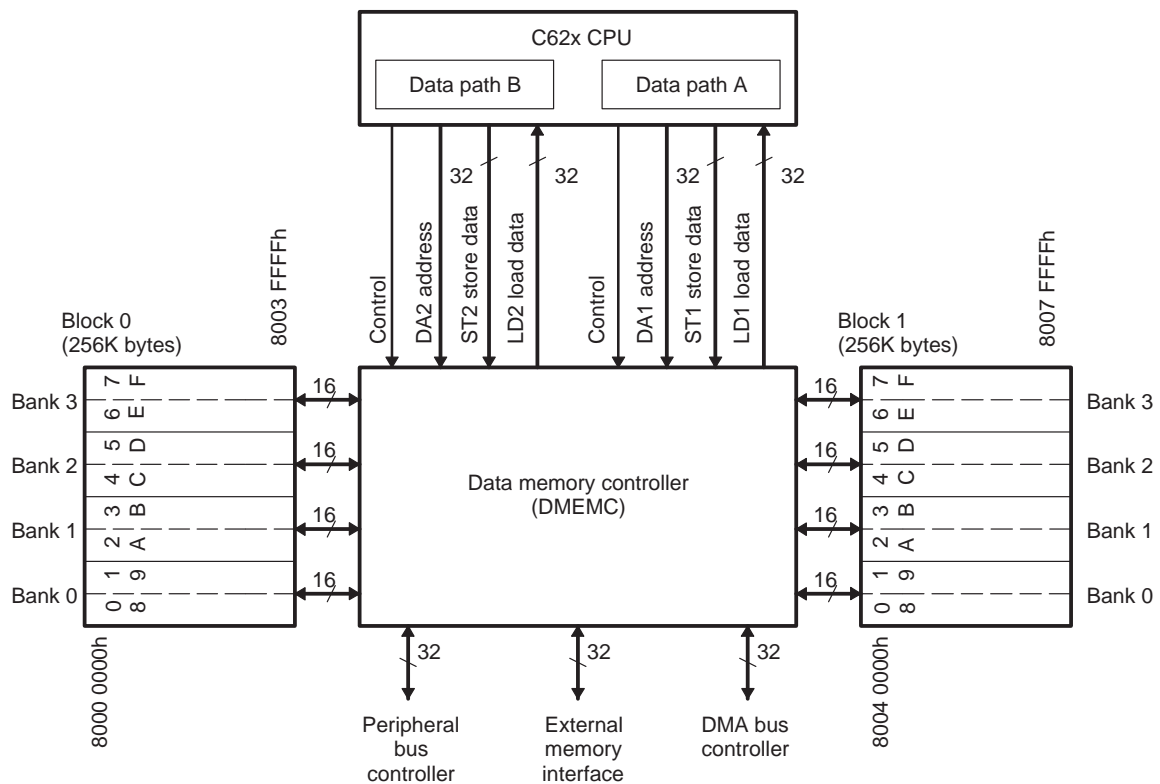 C62x CPU
Data path B
Data path A
32
32
32
32
Control
DA2 address
ST2 store data
LD2 load data
Control
DA1 address
ST1 store data
LD1 load data
8003 FFFFh
8007 FFFFh
Block 0
(256K bytes)
Block 1
(256K bytes)
Bank 3
7 F
6 E
16
16
7 F
6 E
Bank 3
Bank 2
5 D
4 C
16
16
5 D
4 C
Bank 2
Data memory controller
(DMEMC)
Bank 1
3 B
2 A
16
16
3 B
2 A
Bank 1
Bank 0
1 9
0 8
16
16
1 9
0 8
Bank 0
8000 0000h
8004 0000h
32
32
32
Peripheral
bus
controller
External
memory
interface
DMA bus
controller